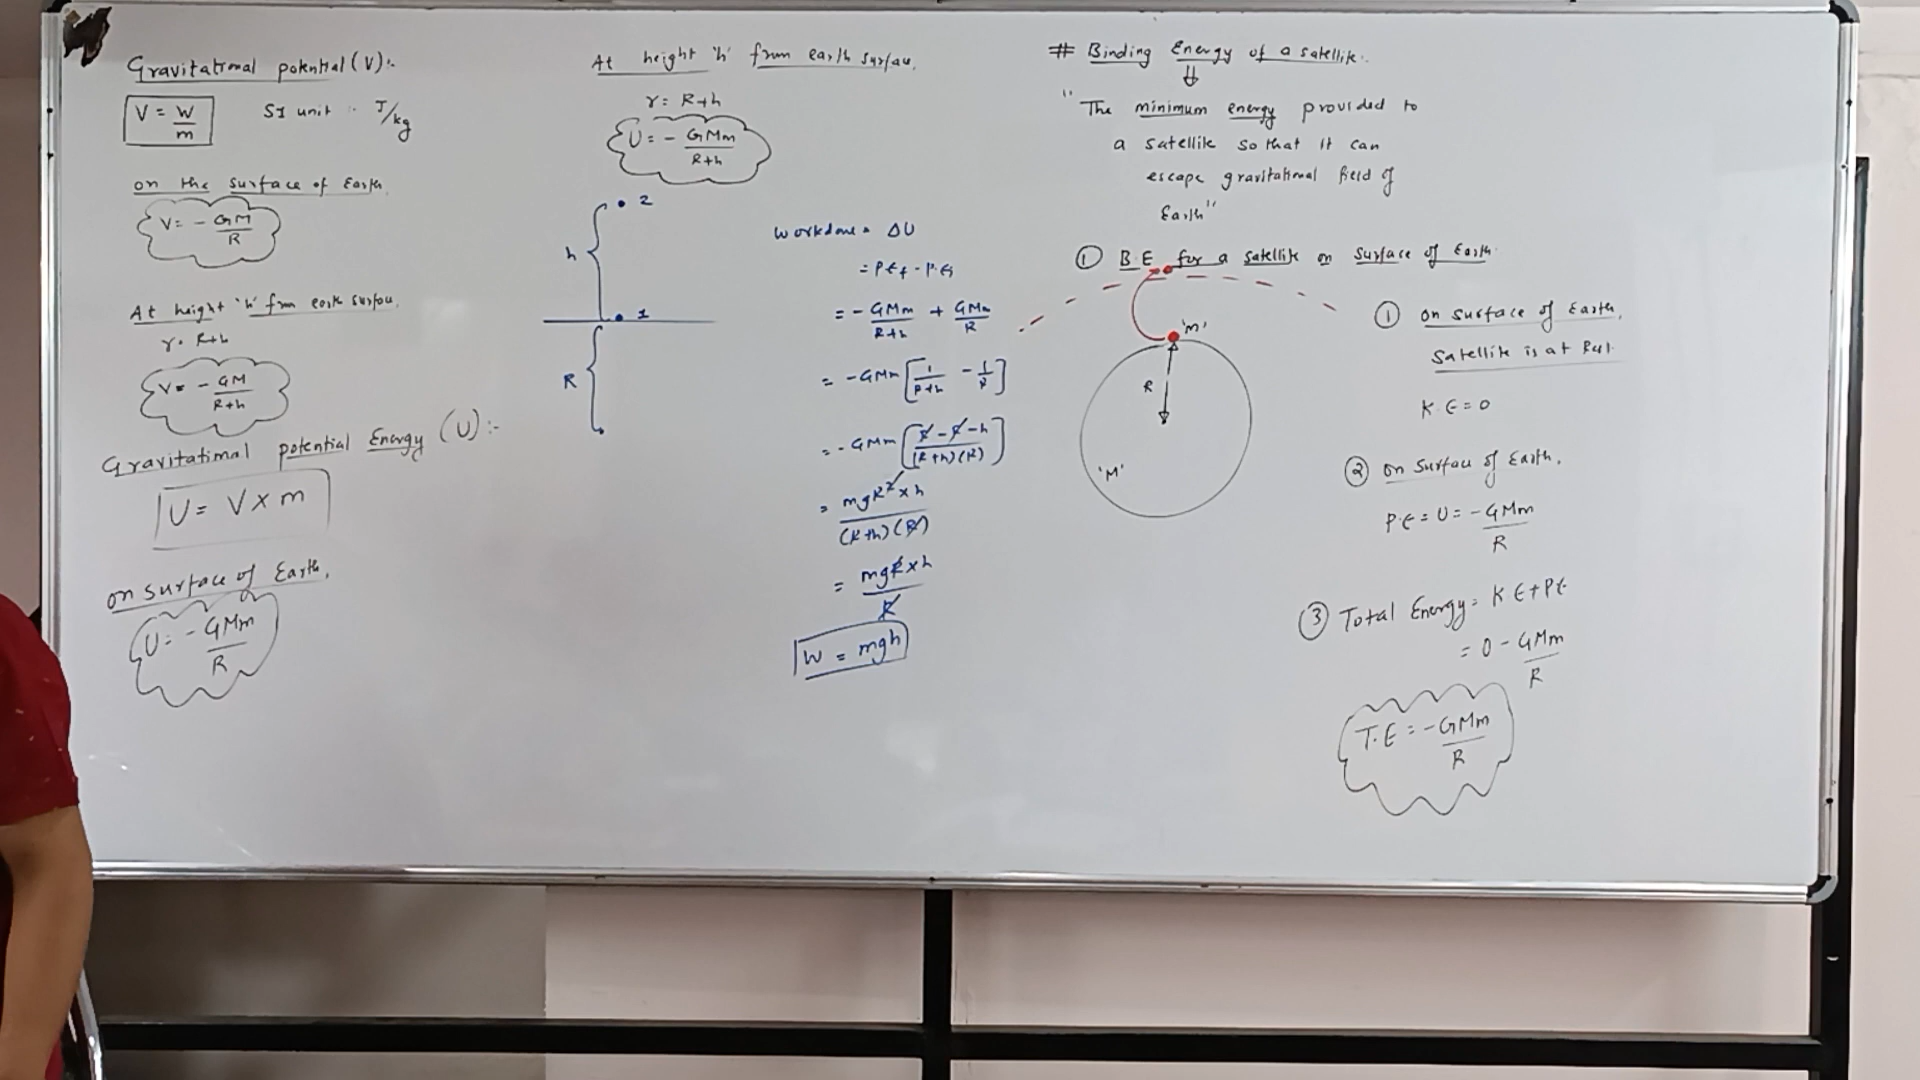 Gravitational potential (V):-
V = W/m SI unit :- J/kg
on the surface of Earth,
V = - GM/R
At height 'h' from earth surface,
r = R+h
V = - GM/R+h
Gravitational potential Energy (U):-
U = V x m
on surface of Earth,
U = - GMm/R
At height 'h' from earth surface,
r = R+h
U = - GMm/R+h
2
h
1
R
Workdone = ΔU
= PEf - PEi
= - GMm/R+h + GMm/R
= - GMm [1/R+h - 1/R]
= - GMm [R - R - h/(R+h)(R)]
= mgR² x h/(R+h)(R)
= mgR x h/R
W = mgh
# Binding Energy of a satellite:-
⇓
"The minimum energy provided to
a satellite so that it can
escape gravitational field of
Earth"
① B.E for a satellite on surface of Earth.
'm'
R
'M'
① on surface of Earth,
Satellite is at
K.E = 0
② on surface of Earth,
P.E = U = - GMm/R
③ Total Energy = KE + PE
= 0 - GMm/R
T.E = - GMm/R